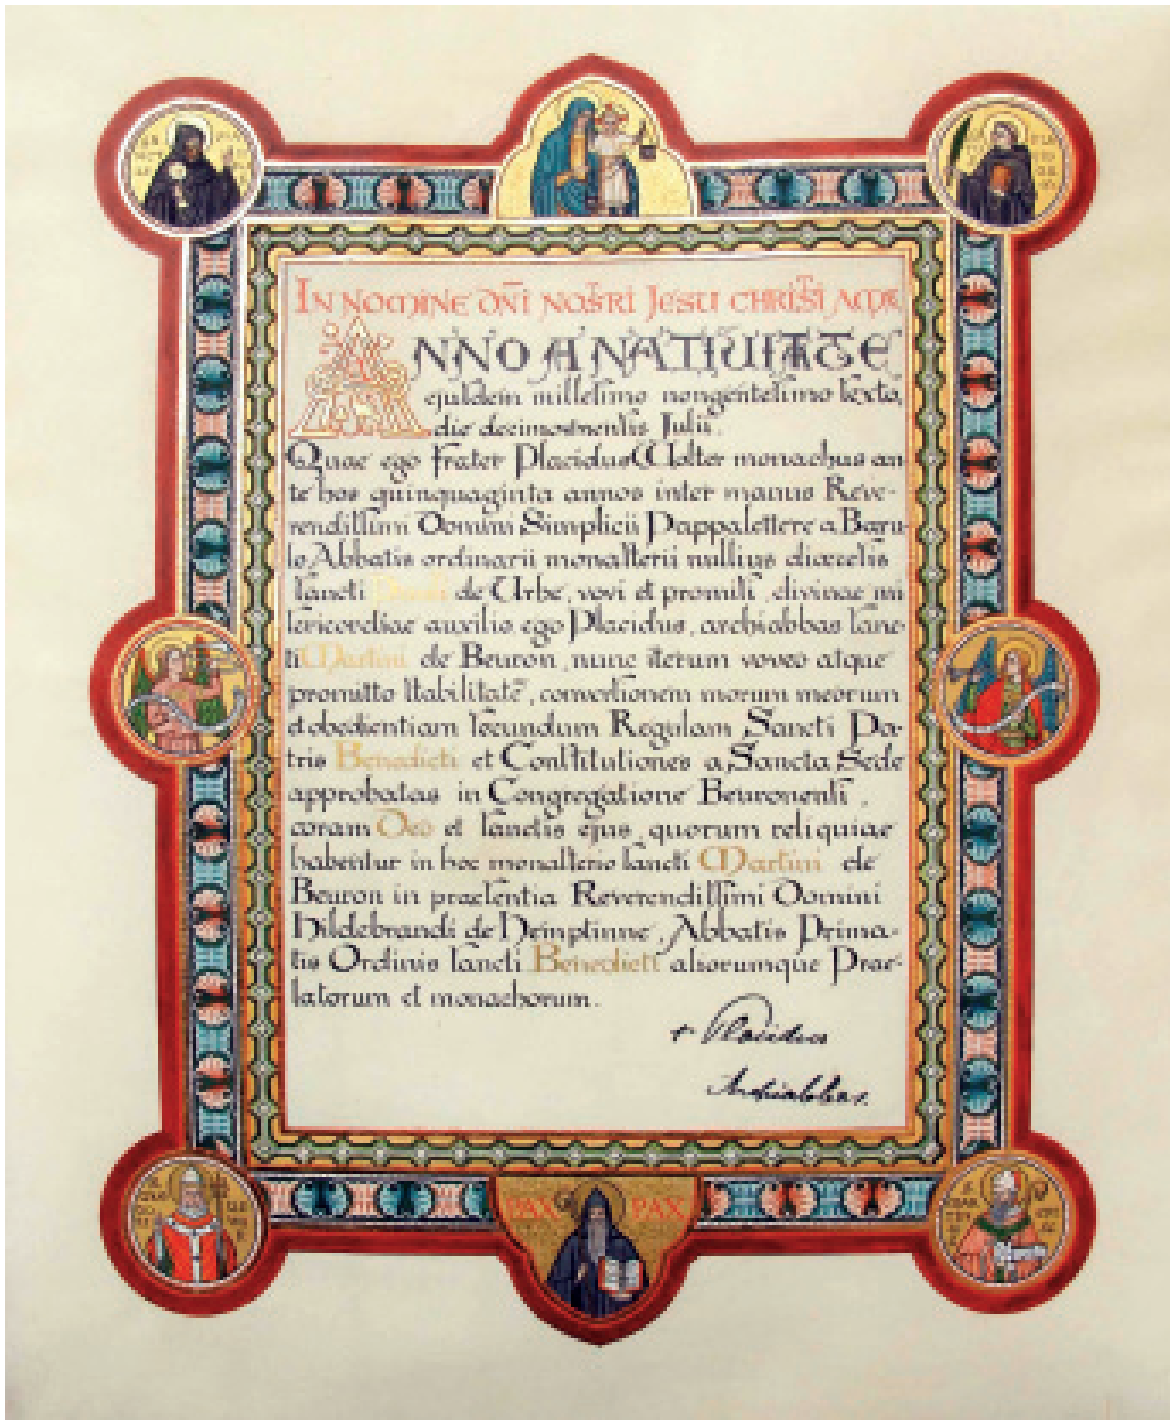 In nomine dñi nostri Jesu Christi Am
ANNO A NATIVITATE
ejusdem millesimo nongentesimo sexto,
die decimo mensis Julii.
Quae ego frater Placidus Wolter monachus an-
te hos quinquaginta annos inter manus Reve-
rendissimi Domini Simplicii Pappalettere a Baru-
lo Abbatis ordinarii monasterii nullius dioecesis
sancti Pauli de Urbe, vovi et promisi, divinae mi
sericordiae auxilio ego Placidus, archiabbas sanc-
ti Martini de Beuron, nunc iterum voveo atque
promitto stabilitatē, conversionem morum meorum
et obedientiam secundum Regulam Sancti Pa-
tris Benedicti et Constitutiones a Sancta Sede
approbatas in Congregatione Beuronensi,
coram Deo et sanctis ejus, quorum reliquiae
habentur in hoc monasterio sancti Martini de
Beuron in praesentia Reverendissimi Domini
Hildebrandi de Hemptinne, Abbatis Prima-
tis Ordinis sancti Benedicti aliorumque Prae-
latorum et monachorum.
+ Placidus
Archiabbas.
PAX PAX